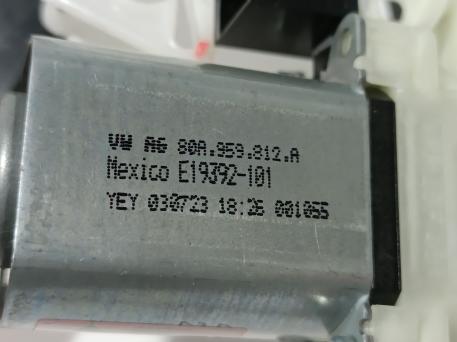 VW AG 80A.959.812.A
Mexico E19392-101
YEY 030723 18:26 001055